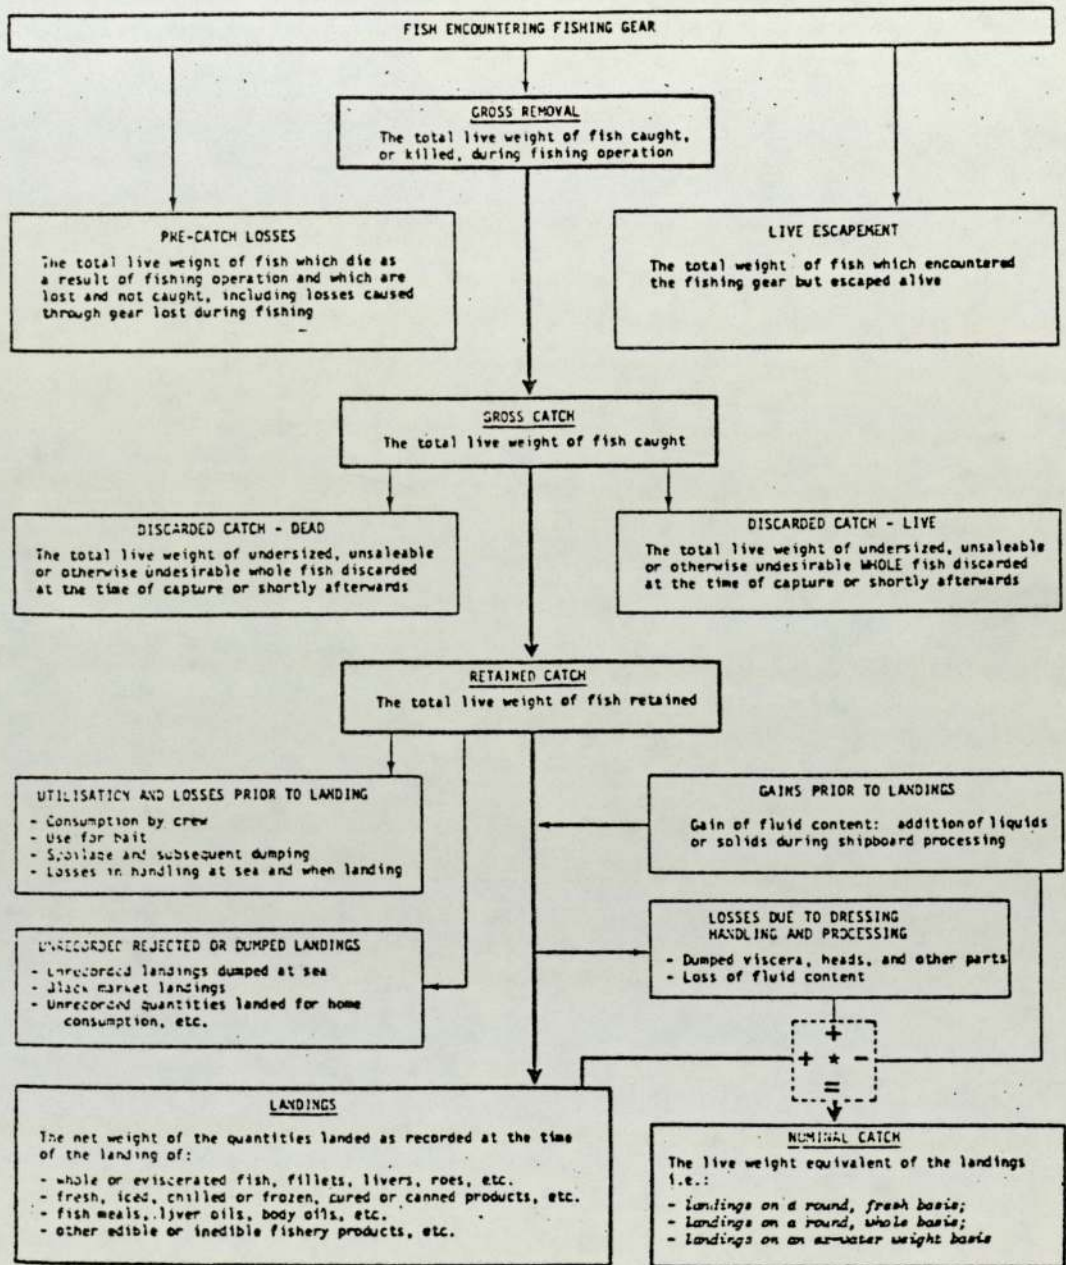 FISH ENCOUNTERING FISHING GEAR
GROSS REMOVAL
The total live weight of fish caught,
or killed, during fishing operation
PRE-CATCH LOSSES
The total live weight of fish which die as
a result of fishing operation and which are
lost and not caught, including losses caused
through gear lost during fishing
LIVE ESCAPEMENT
The total weight of fish which encountered
the fishing gear but escaped alive
GROSS CATCH
The total live weight of fish caught
DISCARDED CATCH - DEAD
The total live weight of undersized, unsaleable
or otherwise undesirable whole fish discarded
at the time of capture or shortly afterwards
DISCARDED CATCH - LIVE
The total live weight of undersized, unsaleable
or otherwise undesirable WHOLE fish discarded
at the time of capture or shortly afterwards
RETAINED CATCH
The total live weight of fish retained
UTILISATION AND LOSSES PRIOR TO LANDING
- Consumption by crew
- Use for bait
- Spoilage and subsequent dumping
- Losses in handling at sea and when landing
GAINS PRIOR TO LANDINGS
Gain of fluid content: addition of liquids
or solids during shipboard processing
UNRECORDED REJECTED OR DUMPED LANDINGS
- Unrecorded landings dumped at sea
- Black market landings
- Unrecorded quantities landed for home
consumption, etc.
LOSSES DUE TO DRESSING
HANDLING AND PROCESSING
- Dumped viscera, heads, and other parts
- Loss of fluid content
+
+ * -
=
LANDINGS
The net weight of the quantities landed as recorded at the time
of the landing of:
- whole or eviscerated fish, fillets, livers, roes, etc.
- fresh, iced, chilled or frozen, cured or canned products, etc.
- fish meals, liver oils, body oils, etc.
- other edible or inedible fishery products, etc.
NOMINAL CATCH
The live weight equivalent of the landings
i.e.:
- landings on a round, fresh basis;
- landings on a round, whole basis;
- landings on an ex-water weight basis